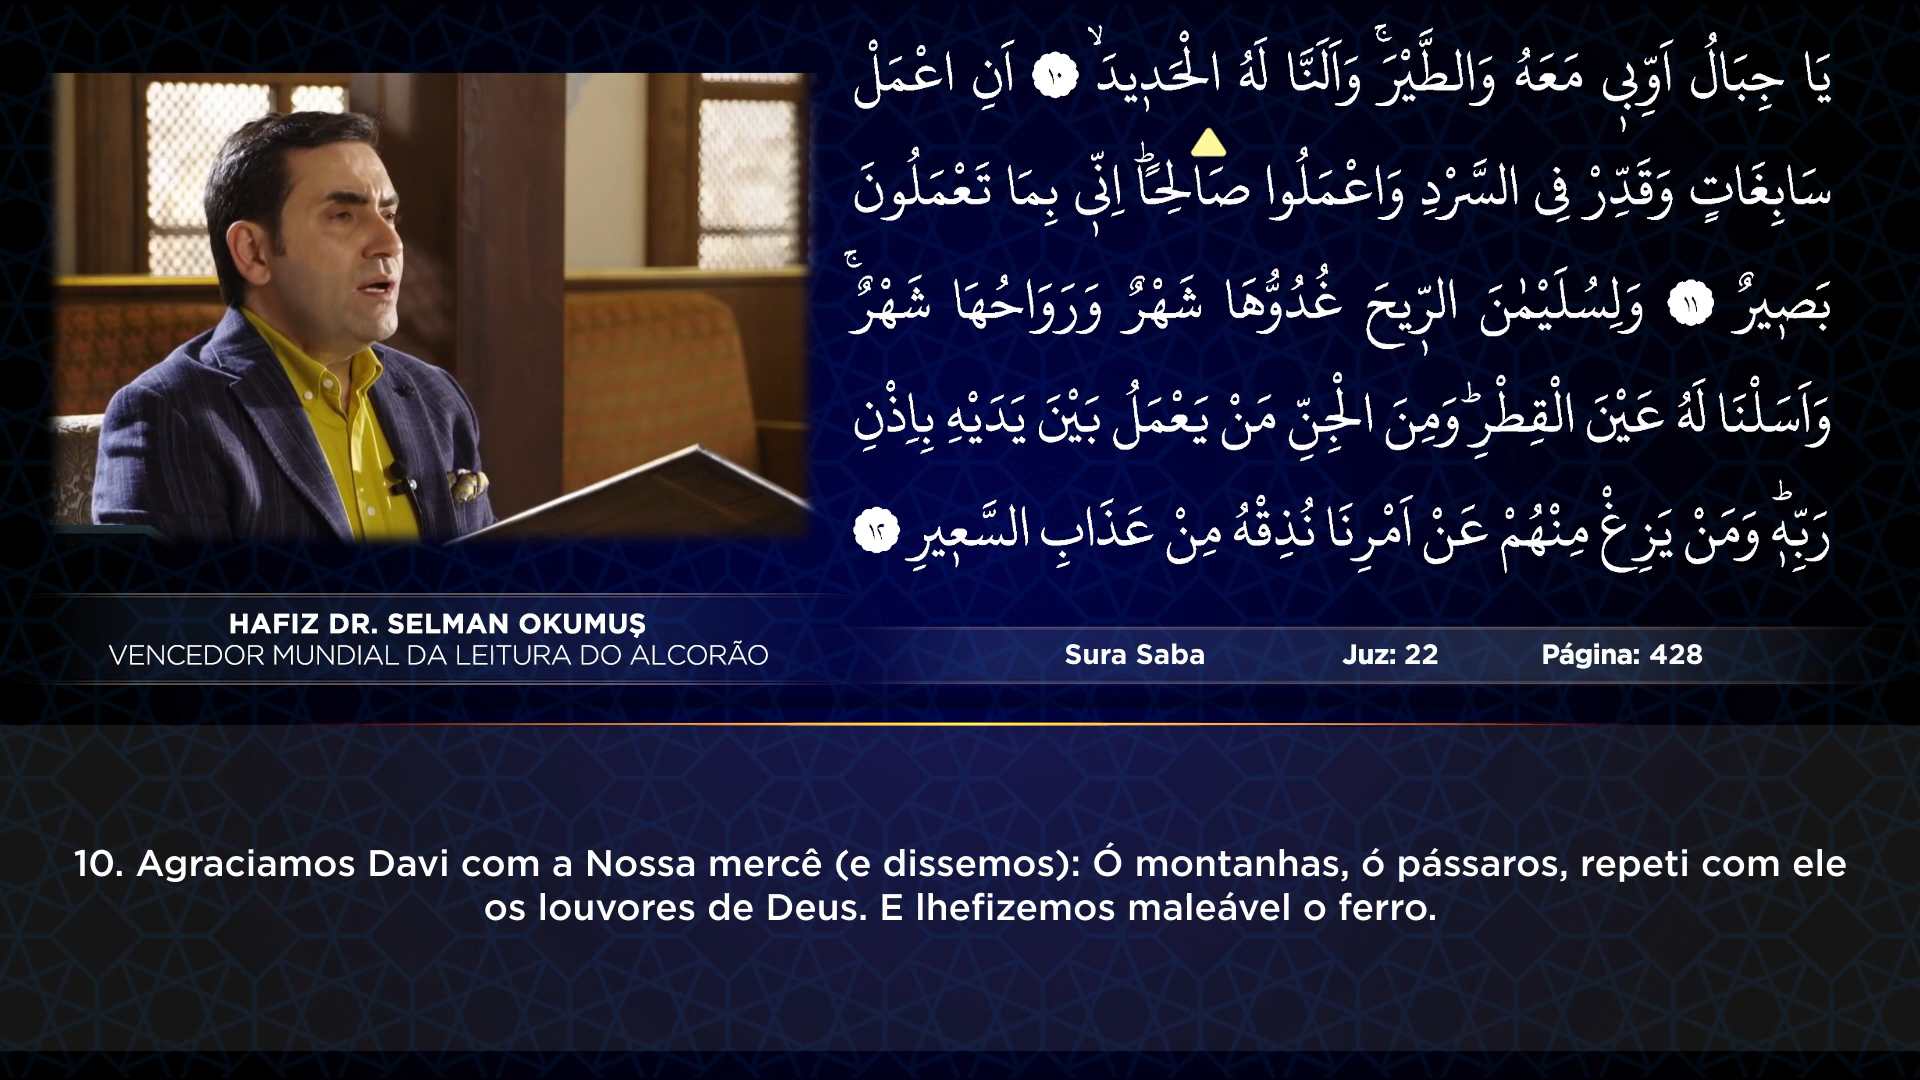 يَا جِبَالُ اَوِّب۪ي مَعَهُ وَالطَّيْرَۚ وَاَلَنَّا لَهُ الْحَد۪يدَۙ ﴿١٠﴾ اَنِ اعْمَلْ
سَابِغَاتٍ وَقَدِّرْ فِي السَّرْدِ وَاعْمَلُوا صَالِحًاۜ اِنّ۪ي بِمَا تَعْمَلُونَ
بَص۪يرٌ ﴿١١﴾ وَلِسُلَيْمٰنَ الرّ۪يحَ غُدُوُّهَا شَهْرٌ وَرَوَاحُهَا شَهْرٌۚ
وَاَسَلْنَا لَهُ عَيْنَ الْقِطْرِۜ وَمِنَ الْجِنِّ مَنْ يَعْمَلُ بَيْنَ يَدَيْهِ بِاِذْنِ
رَبِّه۪ۜ وَمَنْ يَزِغْ مِنْهُمْ عَنْ اَمْرِنَا نُذِقْهُ مِنْ عَذَابِ السَّع۪يرِ ﴿١٢﴾
HAFIZ DR. SELMAN OKUMUŞ
VENCEDOR MUNDIAL DA LEITURA DO ALCORÃO
Sura Saba Juz: 22 Página: 428
10. Agraciamos Davi com a Nossa mercê (e dissemos): Ó montanhas, ó pássaros, repeti com ele
os louvores de Deus. E lhefizemos maleável o ferro.